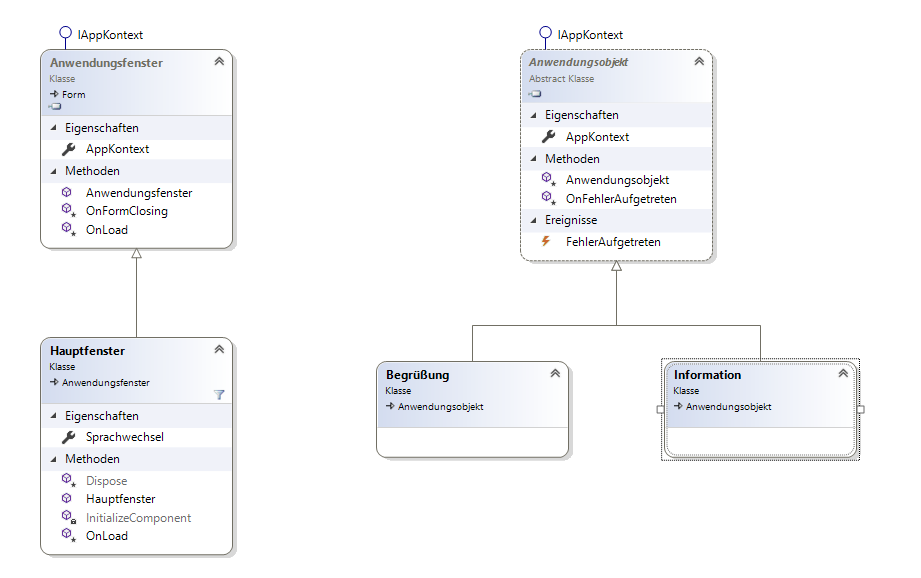 IAppKontext
Anwendungsfenster
Klasse
Form
Eigenschaften
AppKontext
Methoden
Anwendungsfenster
OnFormClosing
OnLoad
Hauptfenster
Klasse
Anwendungsfenster
Eigenschaften
Sprachwechsel
Methoden
Dispose
Hauptfenster
InitializeComponent
OnLoad
IAppKontext
Anwendungsobjekt
Abstract Klasse
Eigenschaften
AppKontext
Methoden
Anwendungsobjekt
OnFehlerAufgetreten
Ereignisse
FehlerAufgetreten
Begrüßung
Klasse
Anwendungsobjekt
Information
Klasse
Anwendungsobjekt